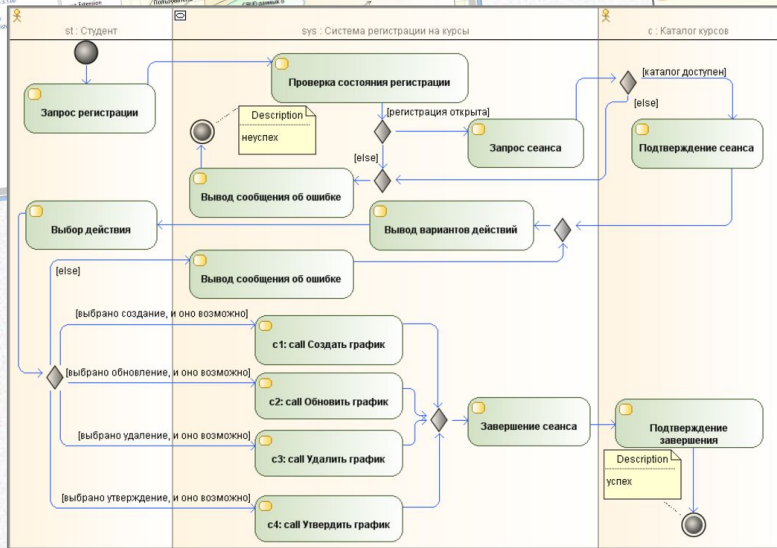 st : Студент
sys : Система регистрации на курсы
c : Каталог курсов
Запрос регистрации
Проверка состояния регистрации
[каталог доступен]
[else]
Description
неуспех
[регистрация открыта]
[else]
Запрос сеанса
Подтверждение сеанса
Вывод сообщения об ошибке
Выбор действия
Вывод вариантов действий
[else]
Вывод сообщения об ошибке
[выбрано создание, и оно возможно]
c1: call Создать график
[выбрано обновление, и оно возможно]
c2: call Обновить график
Завершение сеанса
Подтверждение
завершения
[выбрано удаление, и оно возможно]
c3: call Удалить график
Description
успех
[выбрано утверждение, и оно возможно]
c4: call Утвердить график